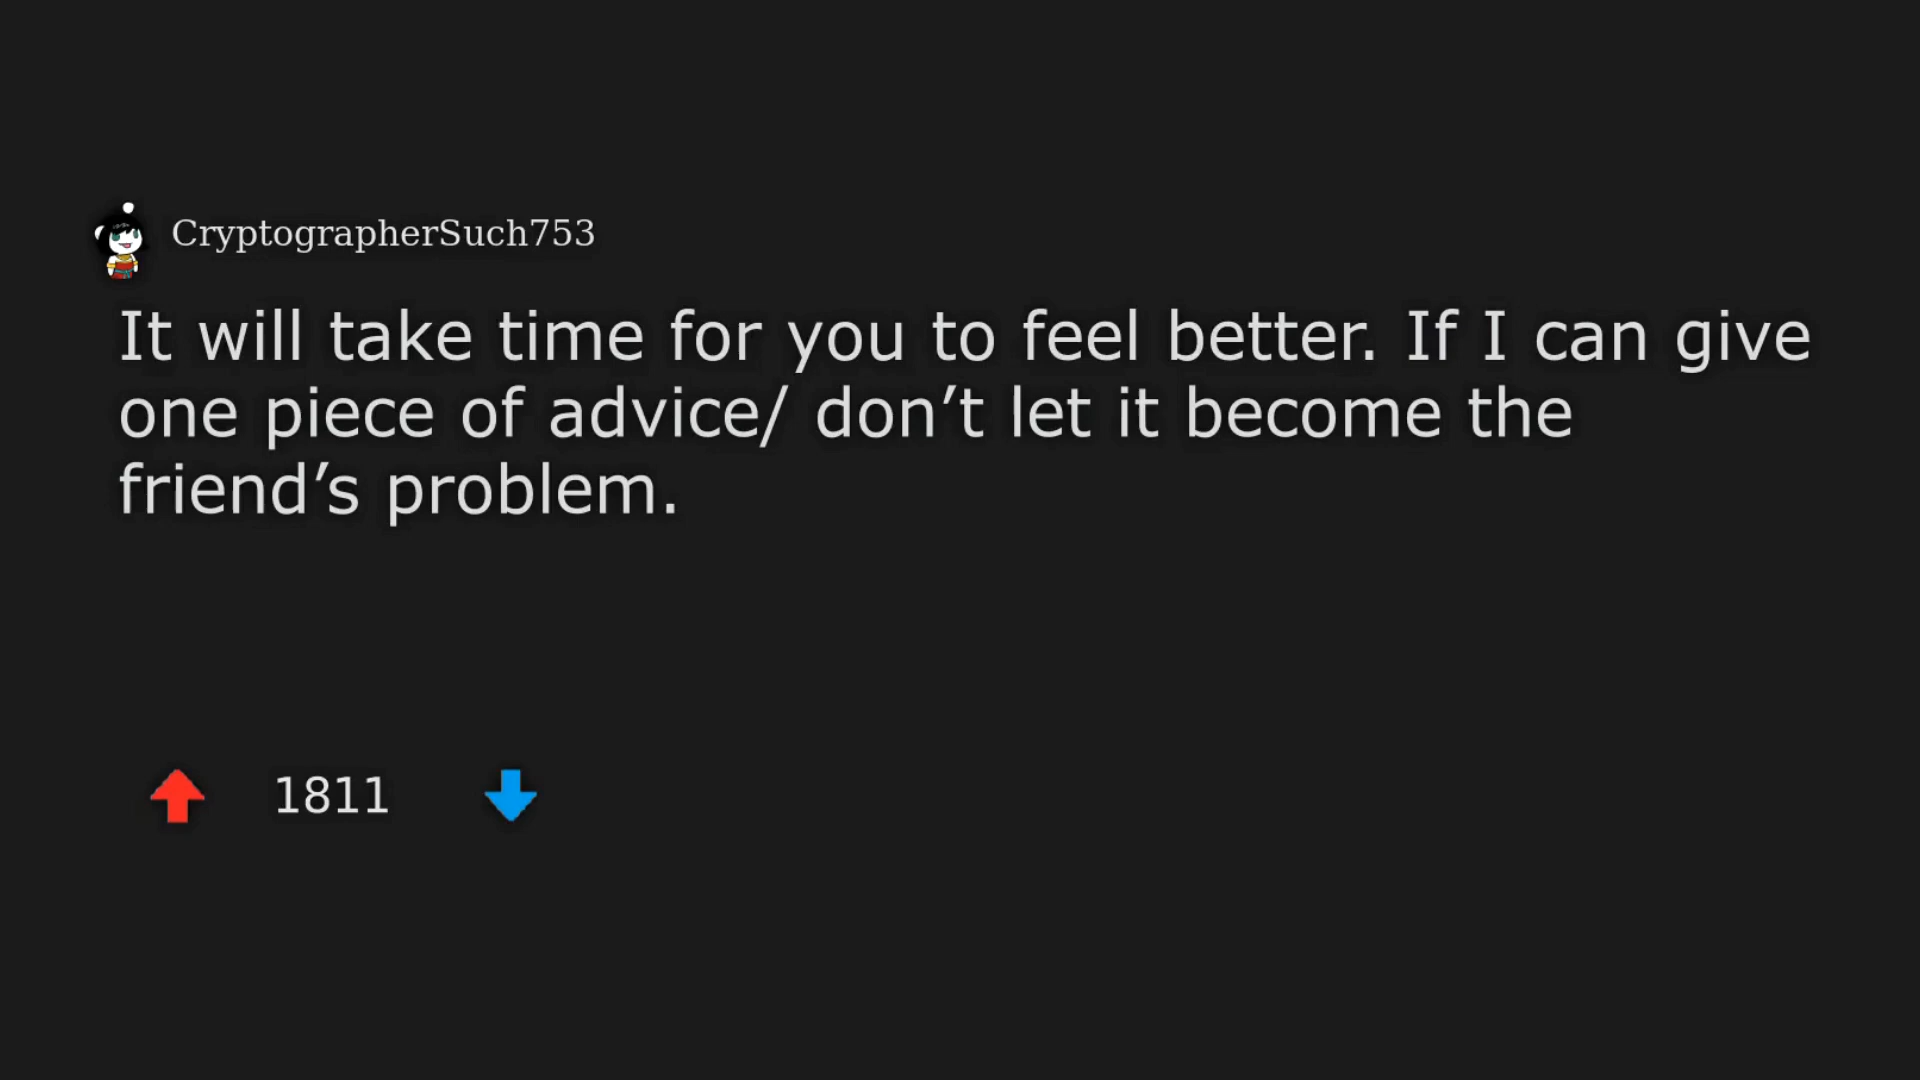 CryptographerSuch753
It will take time for you to feel better. If I can give
one piece of advice/ don’t let it become the
friend’s problem.
1811